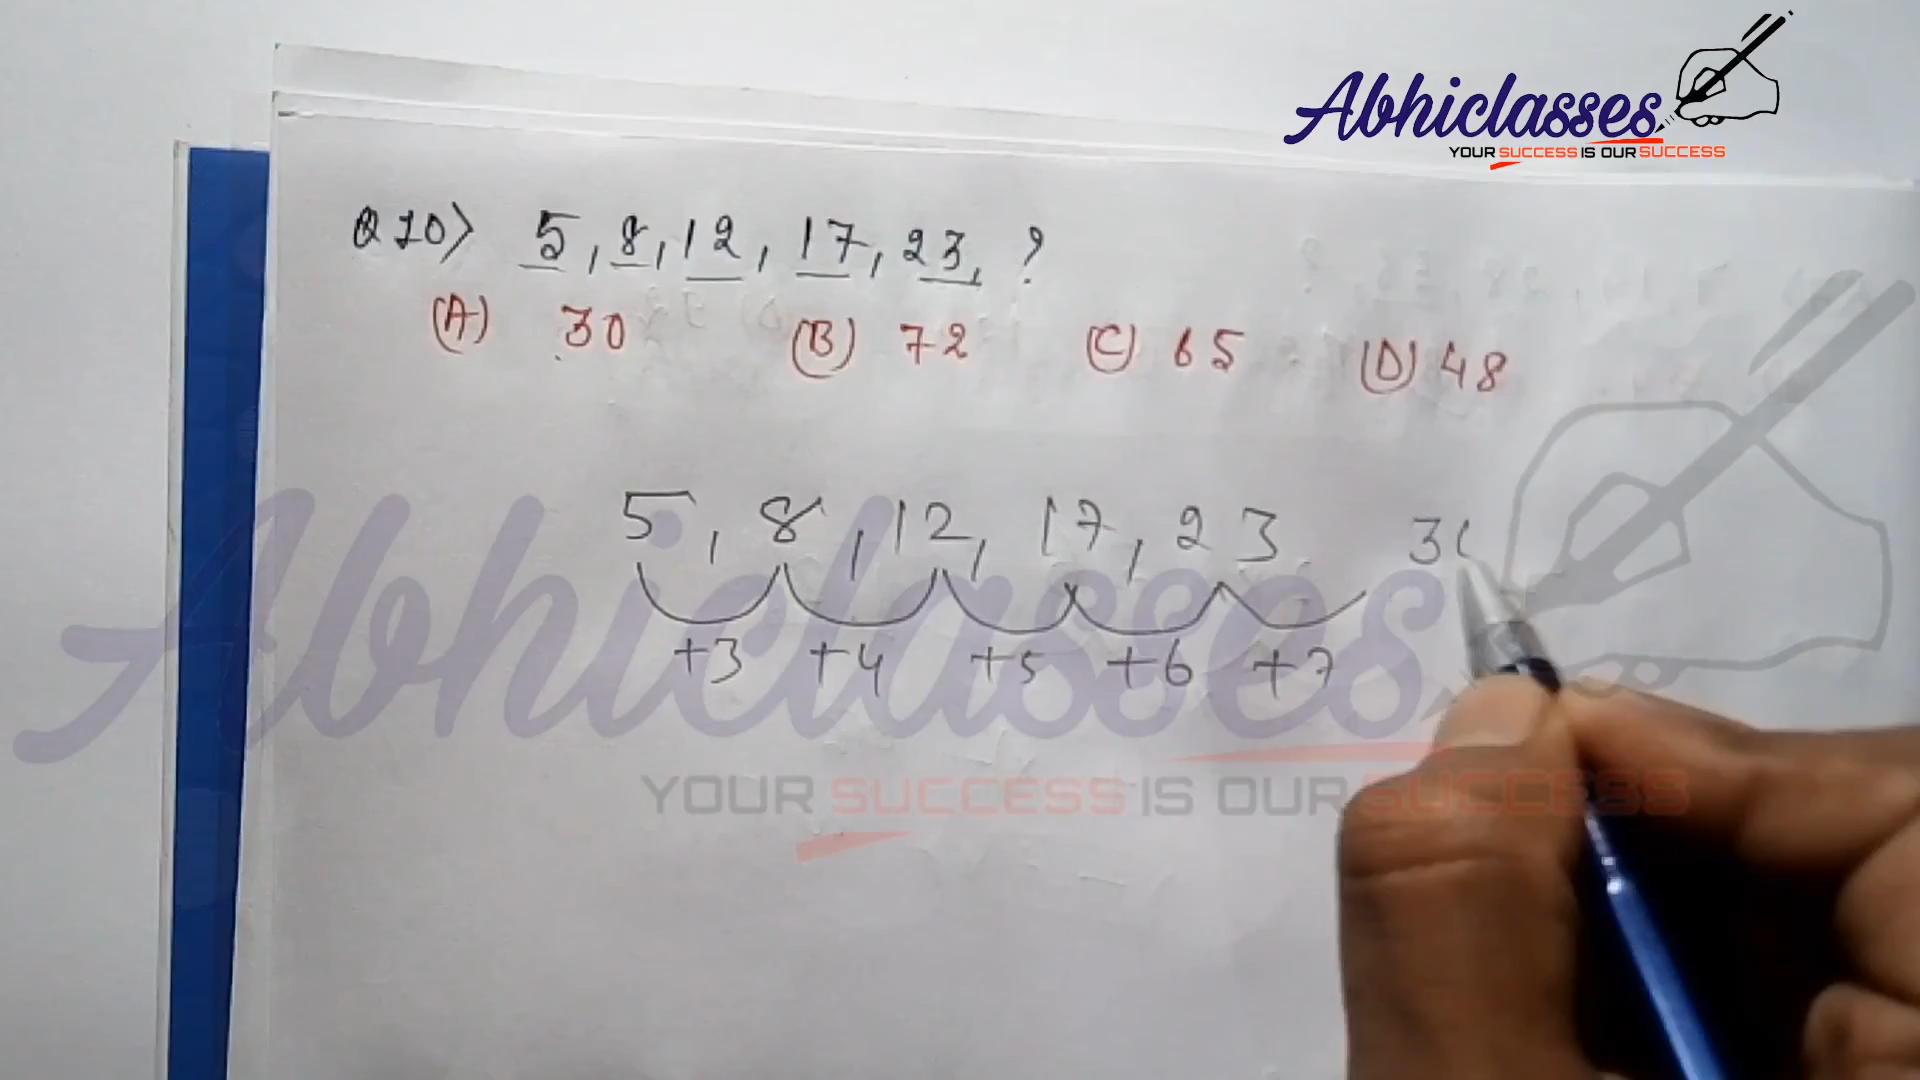 Abhiclasses
YOUR SUCCESS IS OUR SUCCESS
Q10> 5, 8, 12, 17, 23, ?
(A) 30 (B) 72 (C) 65 (D) 48
5, 8, 12, 17, 23 30
+3 +4 +5 +6 +7
Abhiclasses
YOUR SUCCESS IS OUR SUCCESS